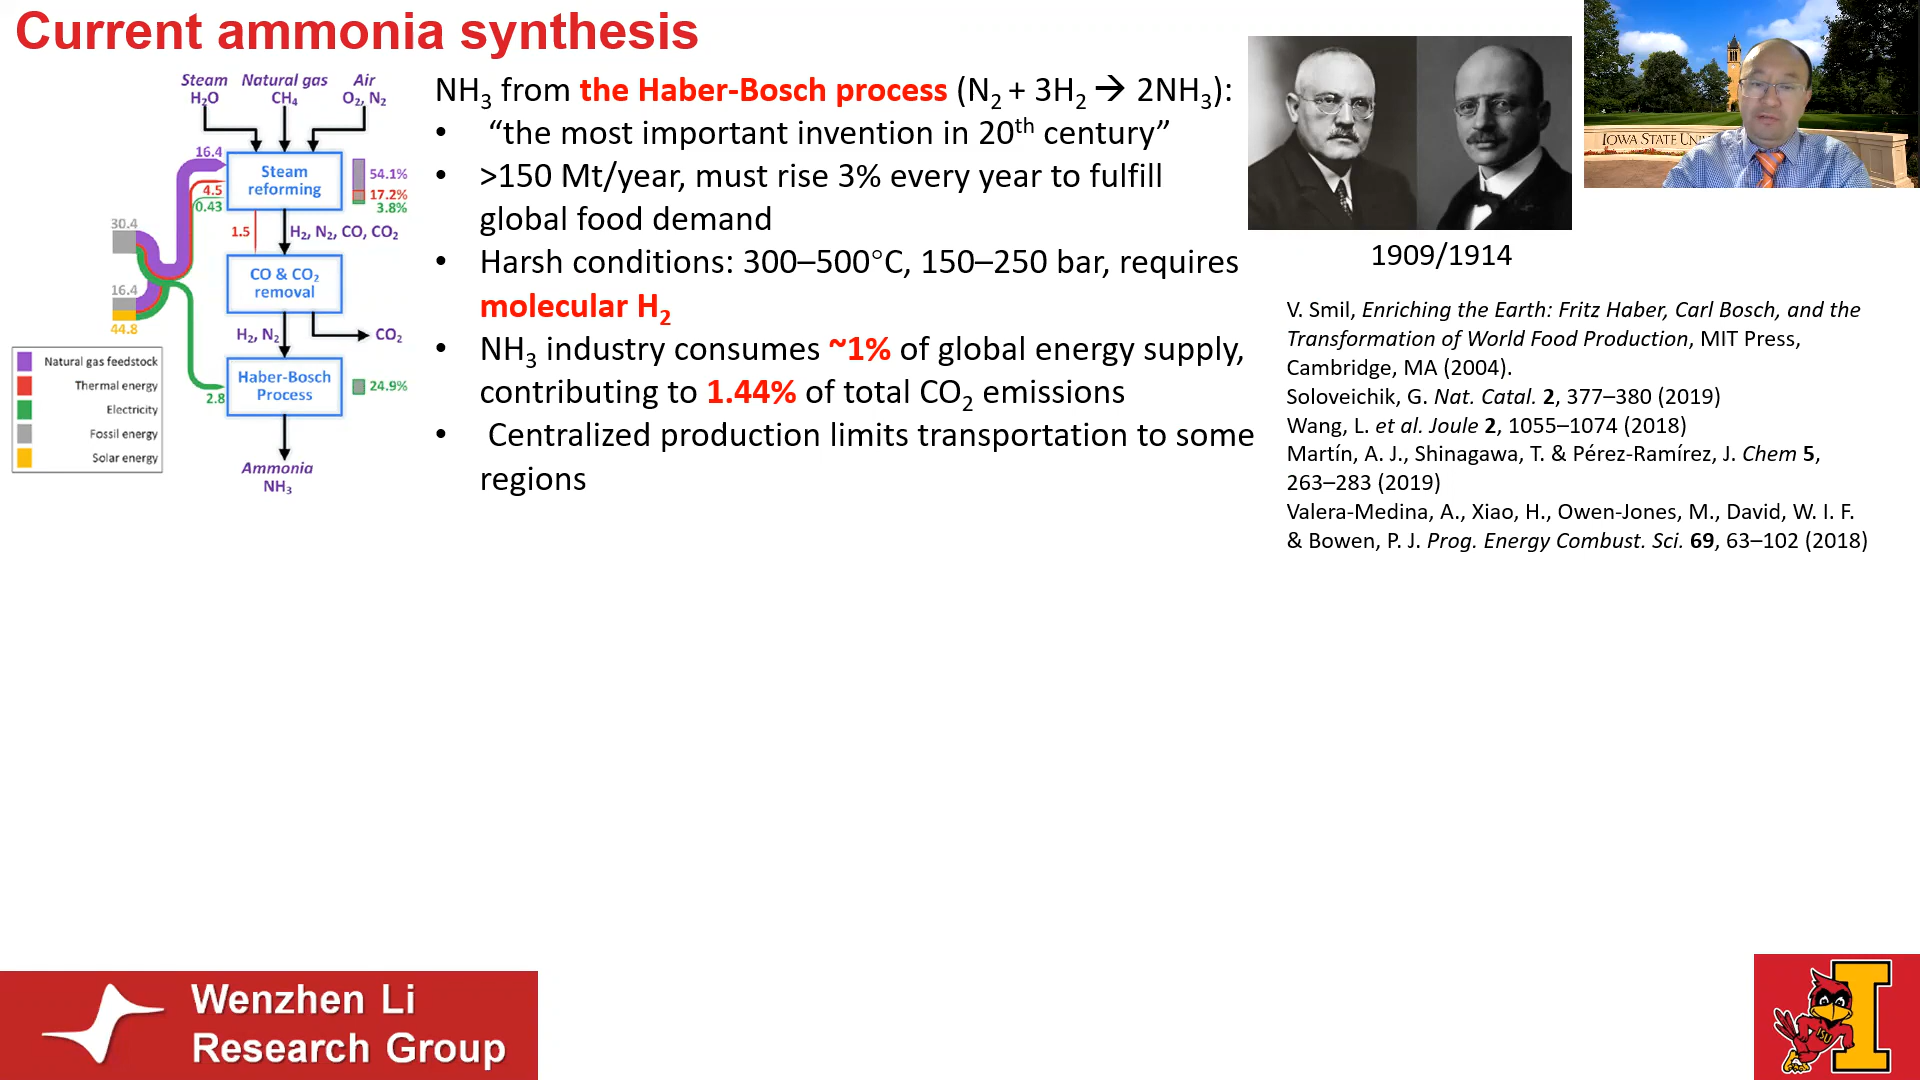 Current ammonia synthesis
Steam Natural gas Air
H₂O CH₄ O₂, N₂
16.4
Steam
reforming
54.1%
17.2%
3.8%
4.5
0.43
30.4
1.5
H₂, N₂, CO, CO₂
CO & CO₂
removal
16.4
44.8
H₂, N₂
CO₂
Natural gas feedstock
Thermal energy
Electricity
Fossil energy
Solar energy
Haber-Bosch
Process
24.9%
2.8
Ammonia
NH₃
NH₃ from the Haber-Bosch process (N₂ + 3H₂ → 2NH₃):
• “the most important invention in 20ᵗʰ century”
• >150 Mt/year, must rise 3% every year to fulfill
global food demand
• Harsh conditions: 300–500°C, 150–250 bar, requires
molecular H₂
• NH₃ industry consumes ~1% of global energy supply,
contributing to 1.44% of total CO₂ emissions
• Centralized production limits transportation to some
regions
1909/1914
IOWA STATE UNI
V. Smil, Enriching the Earth: Fritz Haber, Carl Bosch, and the
Transformation of World Food Production, MIT Press,
Cambridge, MA (2004).
Soloveichik, G. Nat. Catal. 2, 377–380 (2019)
Wang, L. et al. Joule 2, 1055–1074 (2018)
Martín, A. J., Shinagawa, T. & Pérez-Ramírez, J. Chem 5,
263–283 (2019)
Valera-Medina, A., Xiao, H., Owen-Jones, M., David, W. I. F.
& Bowen, P. J. Prog. Energy Combust. Sci. 69, 63–102 (2018)
Wenzhen Li
Research Group
I
ISU